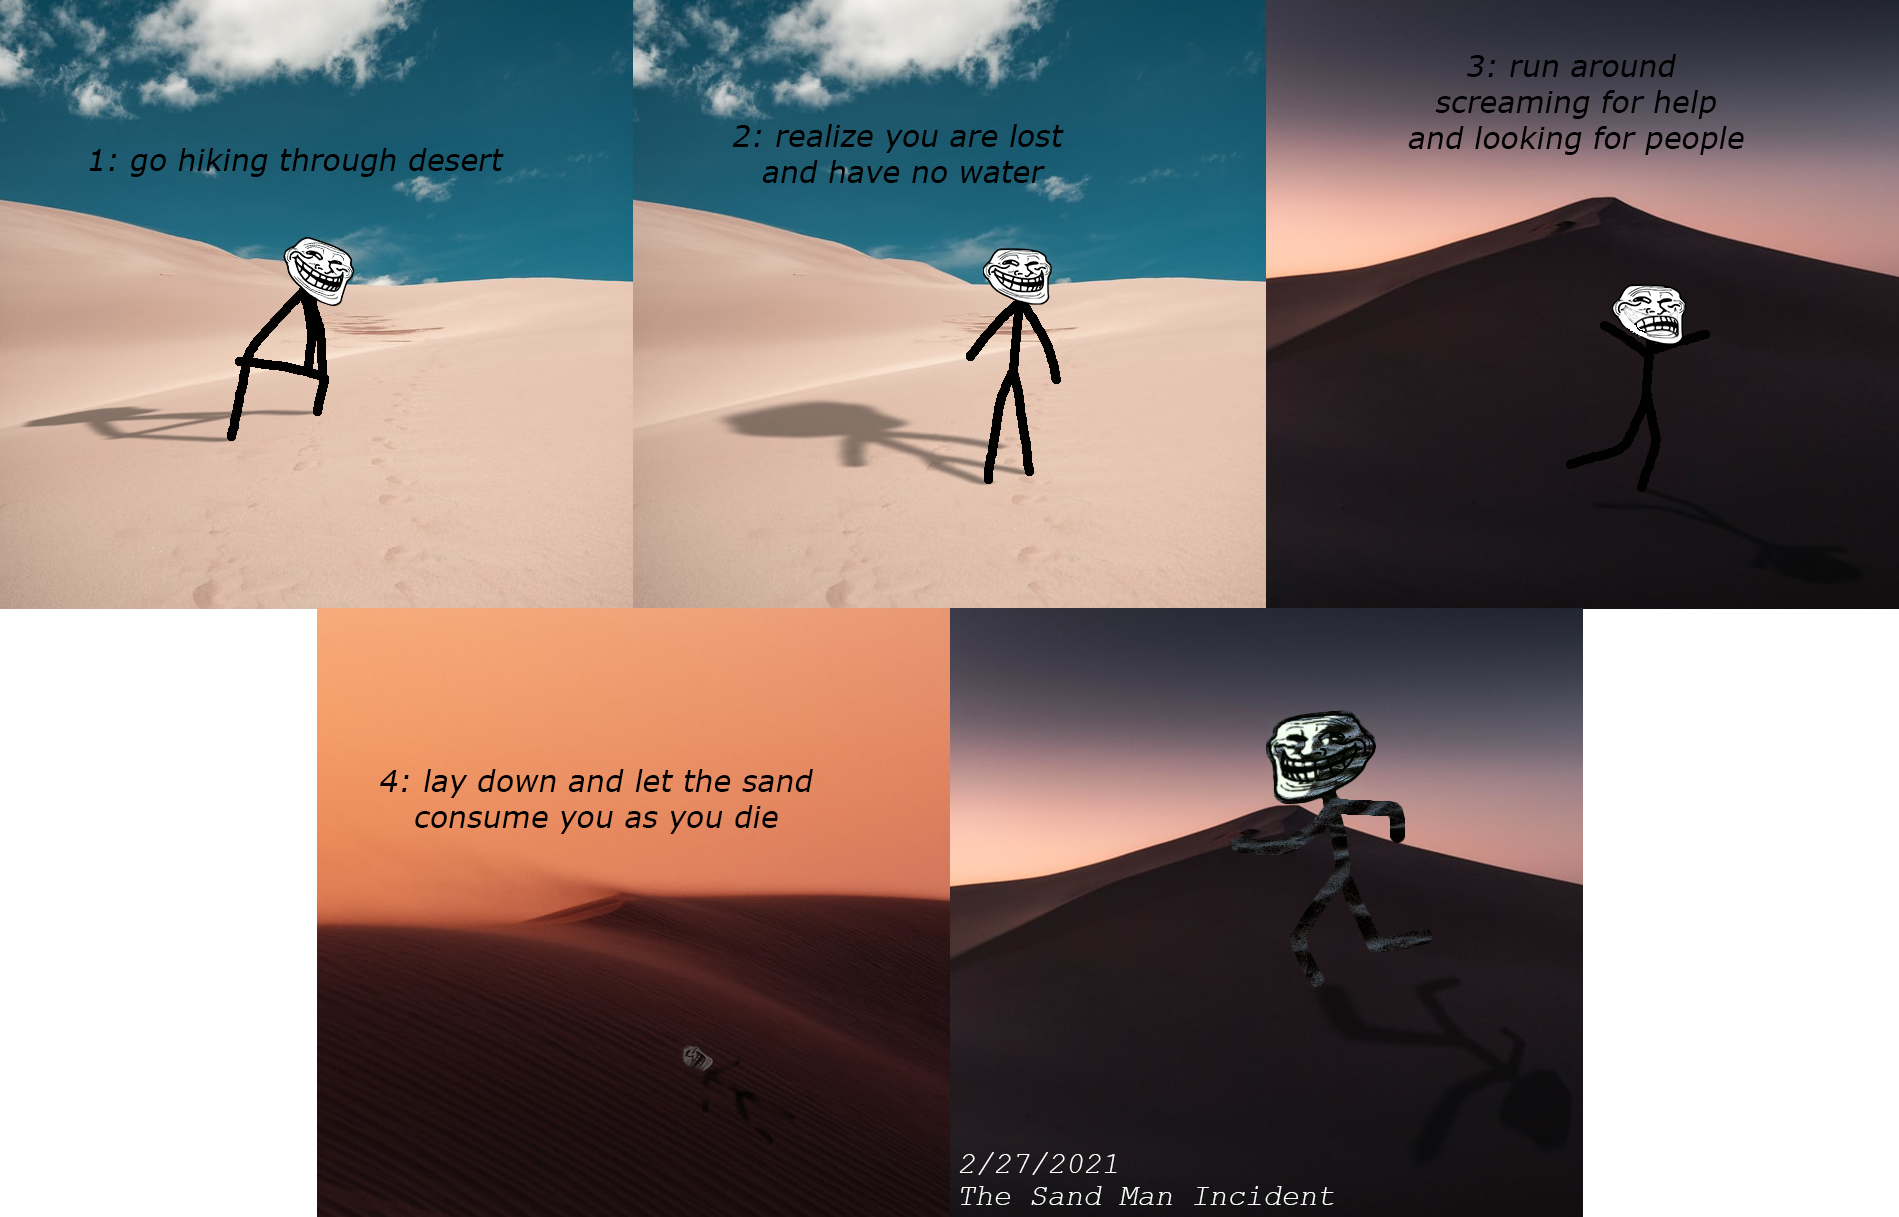 1: go hiking through desert
2: realize you are lost
and have no water
3: run around
screaming for help
and looking for people
4: lay down and let the sand
consume you as you die
2/27/2021
The Sand Man Incident